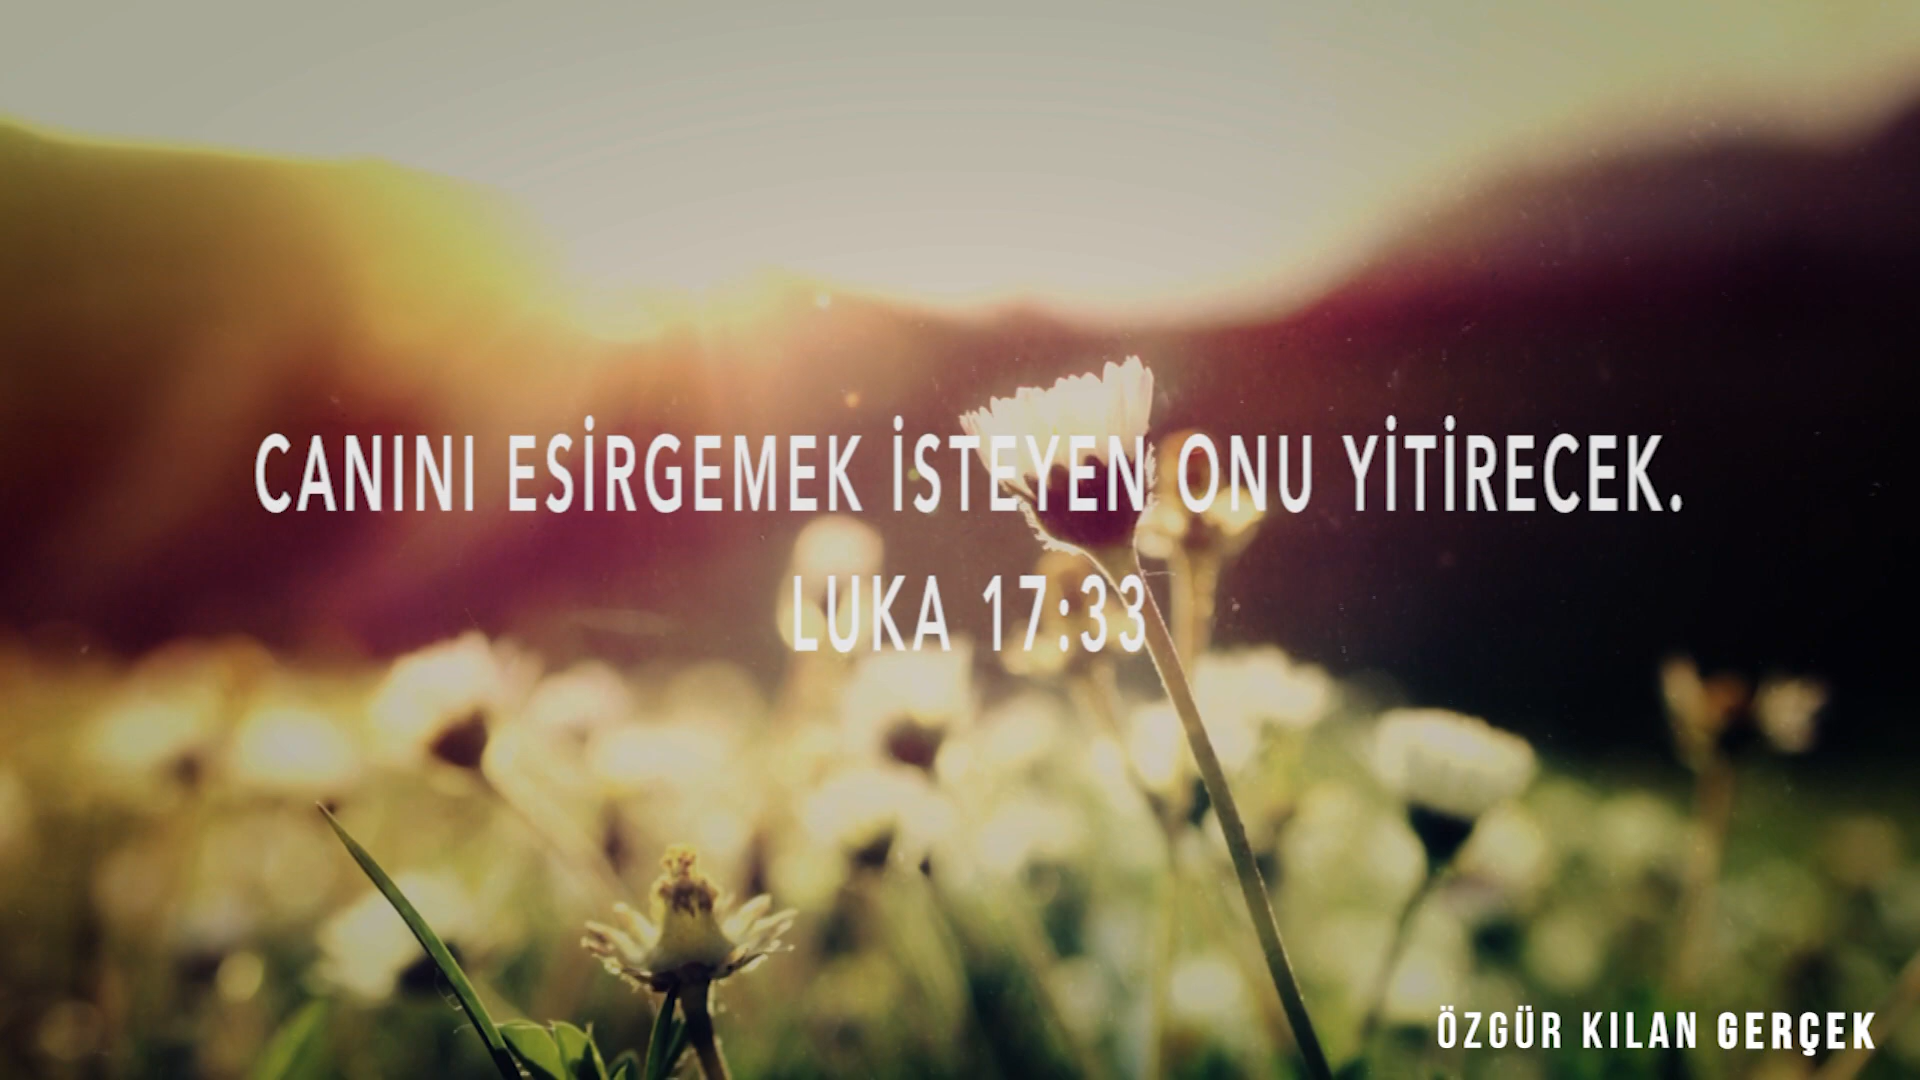 CANINI ESİRGEMEK İSTEYEN ONU YİTİRECEK.
LUKA 17:33
ÖZGÜR KILAN GERÇEK